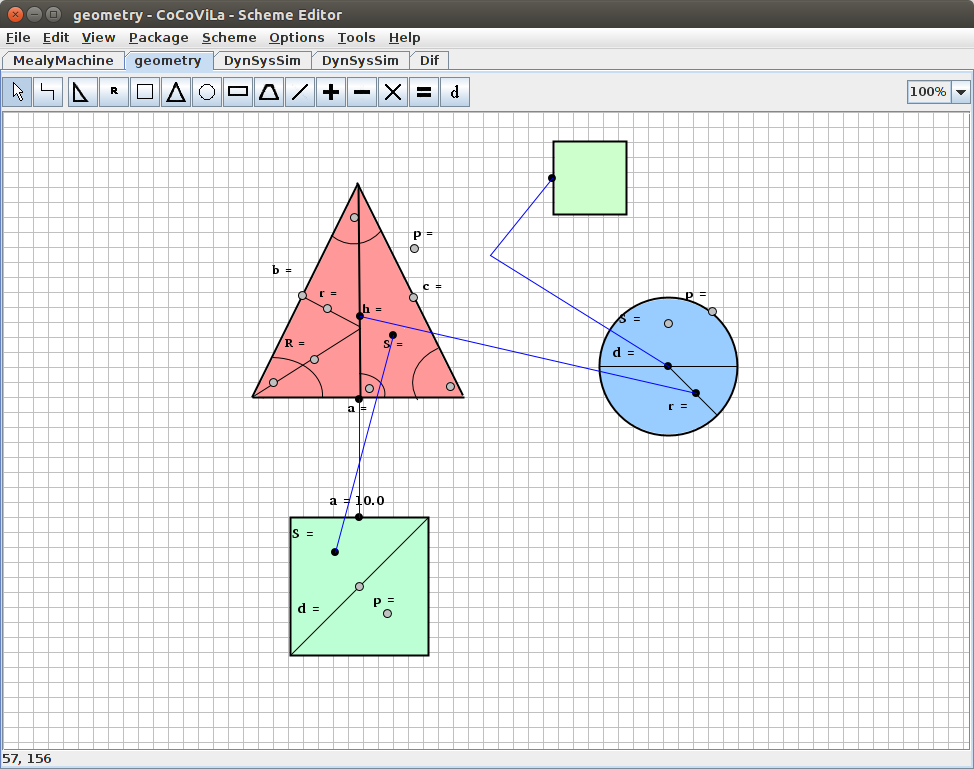 geometry - CoCoViLa - Scheme Editor
File Edit View Package Scheme Options Tools Help
MealyMachine geometry DynSysSim DynSysSim Dif
R d 100%
p =
b =
c =
r =
p =
h =
S =
R =
S =
d =
a =
r =
a = 10.0
S =
p =
d =
57, 156